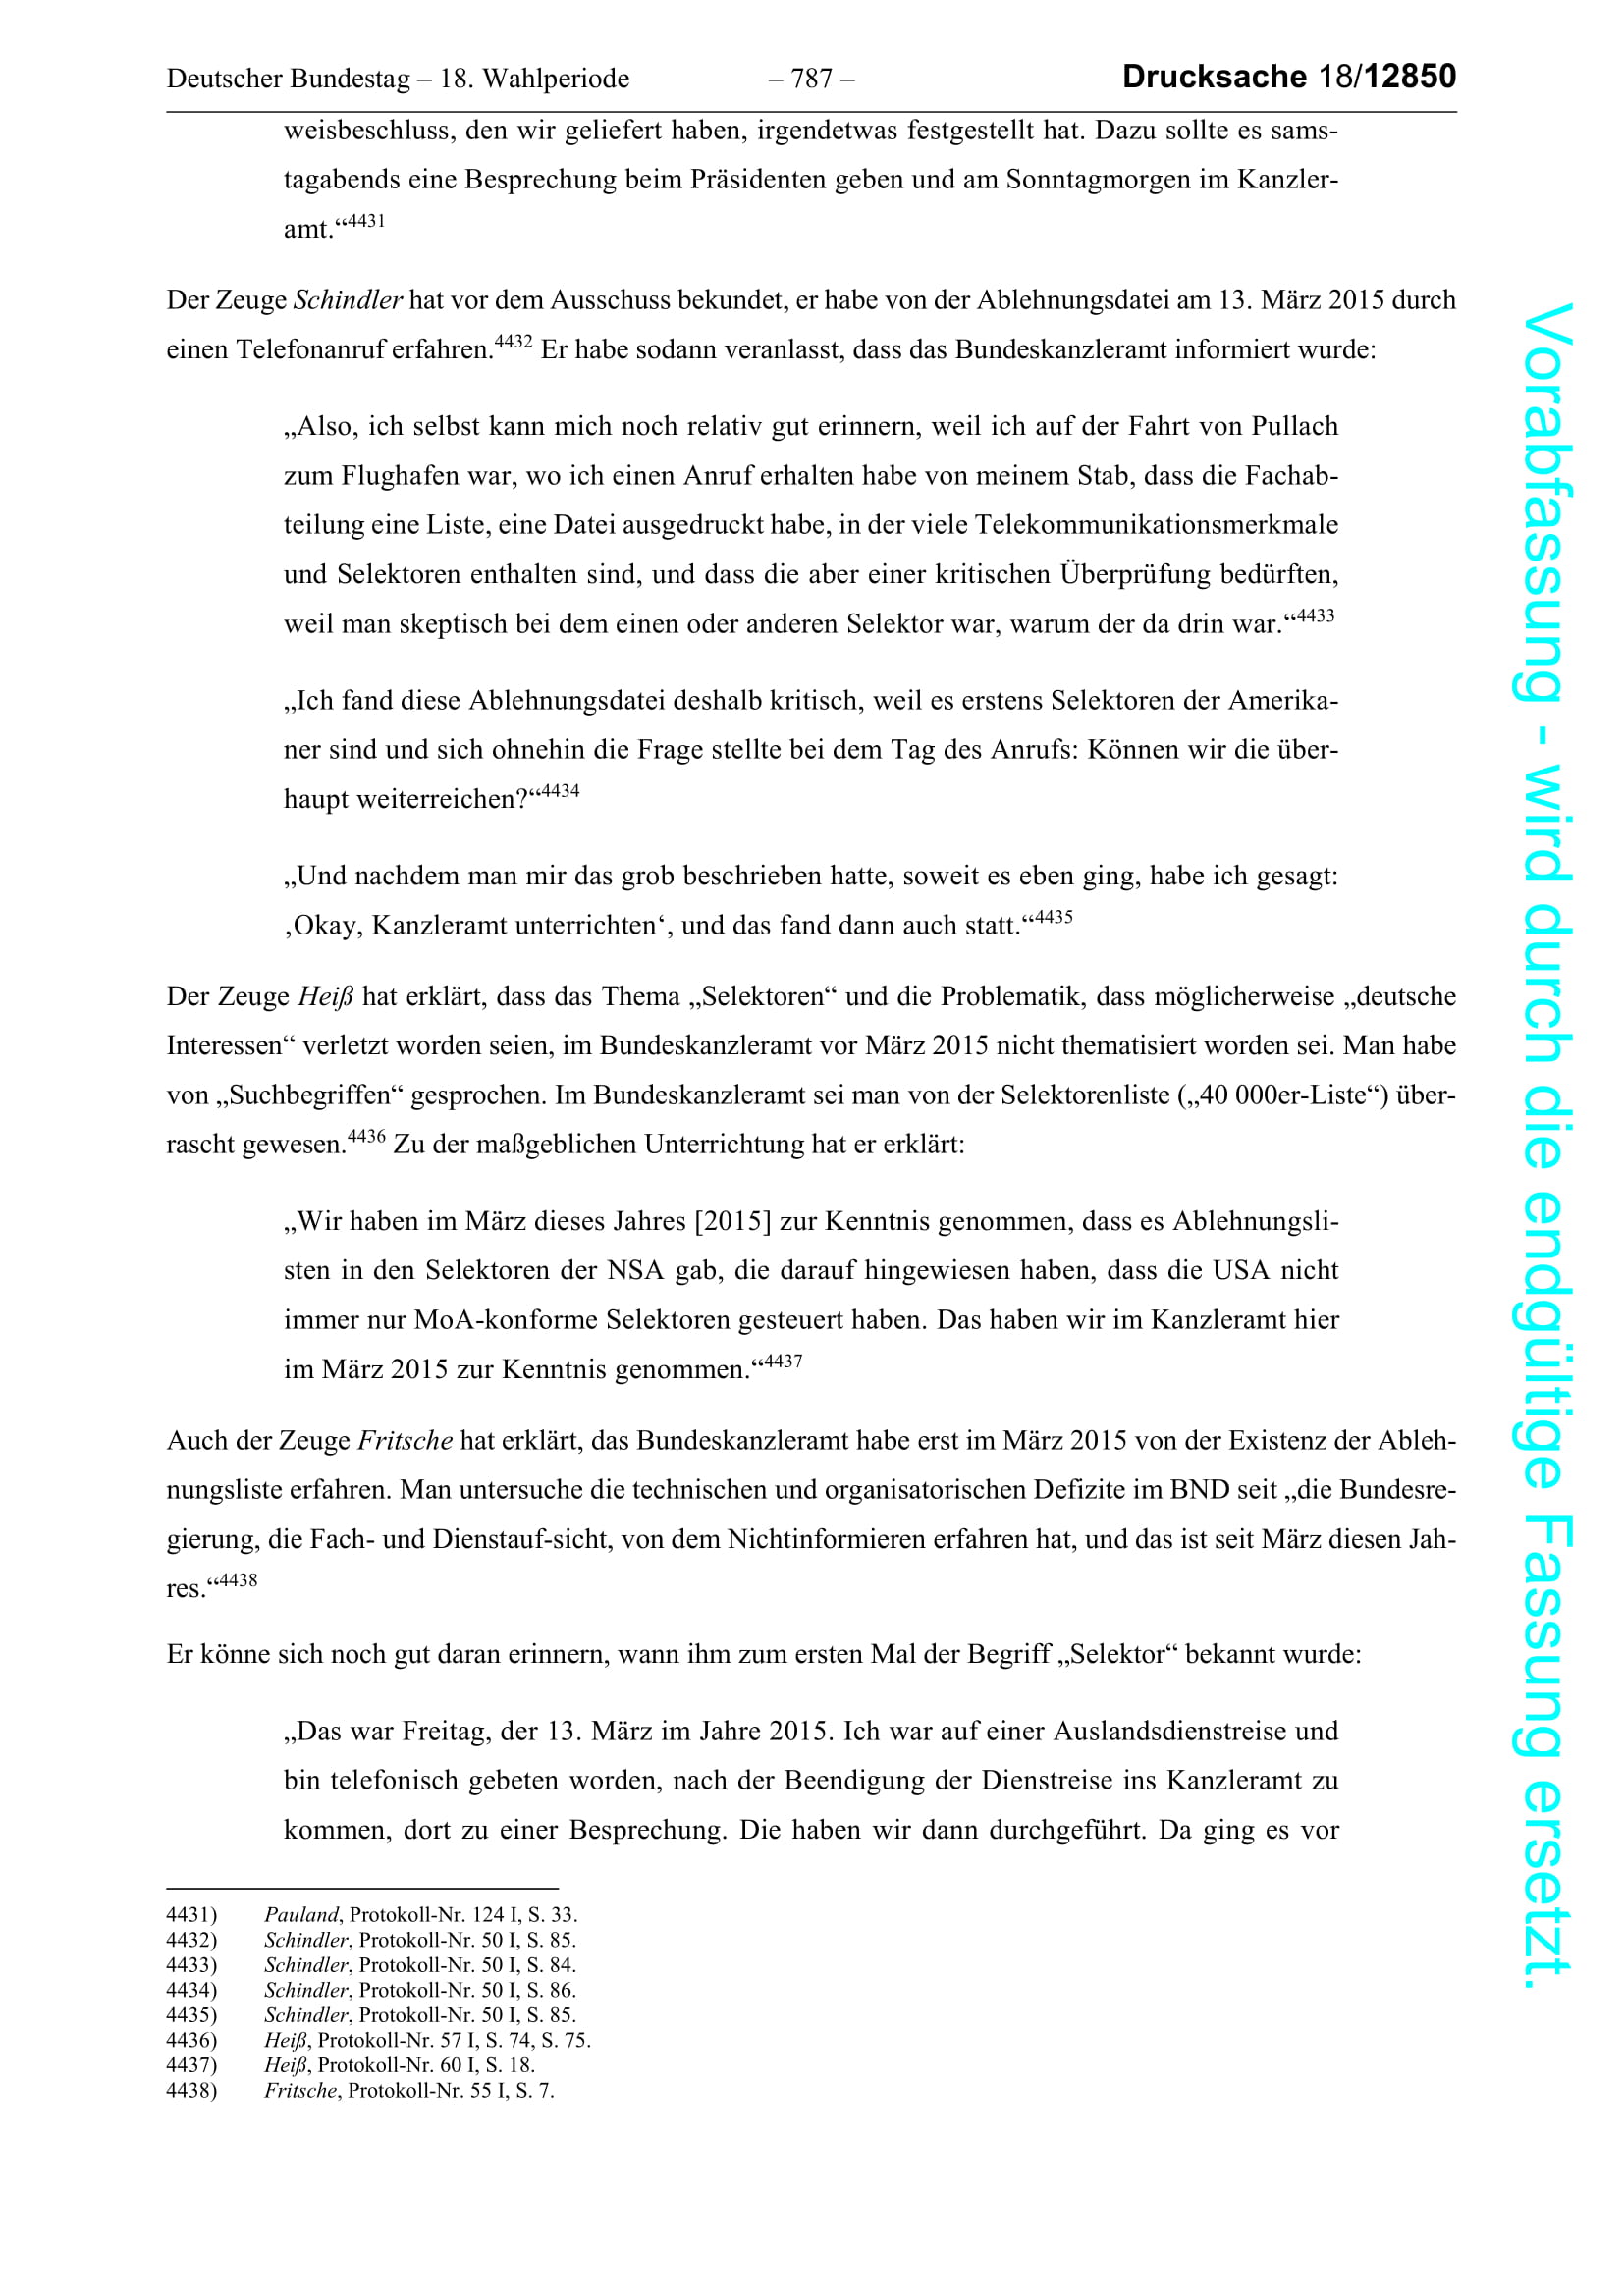 Deutscher Bundestag – 18. Wahlperiode – 787 – Drucksache 18/12850
weisbeschluss, den wir geliefert haben, irgendetwas festgestellt hat. Dazu sollte es sams-
tagabends eine Besprechung beim Präsidenten geben und am Sonntagmorgen im Kanzler-
amt.“4431
Der Zeuge Schindler hat vor dem Ausschuss bekundet, er habe von der Ablehnungsdatei am 13. März 2015 durch
einen Telefonanruf erfahren.4432 Er habe sodann veranlasst, dass das Bundeskanzleramt informiert wurde:
„Also, ich selbst kann mich noch relativ gut erinnern, weil ich auf der Fahrt von Pullach
zum Flughafen war, wo ich einen Anruf erhalten habe von meinem Stab, dass die Fachab-
teilung eine Liste, eine Datei ausgedruckt habe, in der viele Telekommunikationsmerkmale
und Selektoren enthalten sind, und dass die aber einer kritischen Überprüfung bedürften,
weil man skeptisch bei dem einen oder anderen Selektor war, warum der da drin war.“4433
„Ich fand diese Ablehnungsdatei deshalb kritisch, weil es erstens Selektoren der Amerika-
ner sind und sich ohnehin die Frage stellte bei dem Tag des Anrufs: Können wir die über-
haupt weiterreichen?“4434
„Und nachdem man mir das grob beschrieben hatte, soweit es eben ging, habe ich gesagt:
‚Okay, Kanzleramt unterrichten‘, und das fand dann auch statt.“4435
Der Zeuge Heiß hat erklärt, dass das Thema „Selektoren“ und die Problematik, dass möglicherweise „deutsche
Interessen“ verletzt worden seien, im Bundeskanzleramt vor März 2015 nicht thematisiert worden sei. Man habe
von „Suchbegriffen“ gesprochen. Im Bundeskanzleramt sei man von der Selektorenliste („40 000er-Liste“) über-
rascht gewesen.4436 Zu der maßgeblichen Unterrichtung hat er erklärt:
„Wir haben im März dieses Jahres [2015] zur Kenntnis genommen, dass es Ablehnungsli-
sten in den Selektoren der NSA gab, die darauf hingewiesen haben, dass die USA nicht
immer nur MoA-konforme Selektoren gesteuert haben. Das haben wir im Kanzleramt hier
im März 2015 zur Kenntnis genommen.“4437
Auch der Zeuge Fritsche hat erklärt, das Bundeskanzleramt habe erst im März 2015 von der Existenz der Ableh-
nungsliste erfahren. Man untersuche die technischen und organisatorischen Defizite im BND seit „die Bundesre-
gierung, die Fach- und Dienstauf-sicht, von dem Nichtinformieren erfahren hat, und das ist seit März diesen Jah-
res.“4438
Er könne sich noch gut daran erinnern, wann ihm zum ersten Mal der Begriff „Selektor“ bekannt wurde:
„Das war Freitag, der 13. März im Jahre 2015. Ich war auf einer Auslandsdienstreise und
bin telefonisch gebeten worden, nach der Beendigung der Dienstreise ins Kanzleramt zu
kommen, dort zu einer Besprechung. Die haben wir dann durchgeführt. Da ging es vor
4431) Pauland, Protokoll-Nr. 124 I, S. 33.
4432) Schindler, Protokoll-Nr. 50 I, S. 85.
4433) Schindler, Protokoll-Nr. 50 I, S. 84.
4434) Schindler, Protokoll-Nr. 50 I, S. 86.
4435) Schindler, Protokoll-Nr. 50 I, S. 85.
4436) Heiß, Protokoll-Nr. 57 I, S. 74, S. 75.
4437) Heiß, Protokoll-Nr. 60 I, S. 18.
4438) Fritsche, Protokoll-Nr. 55 I, S. 7.
Vorabfassung - wird durch die endgültige Fassung ersetzt.